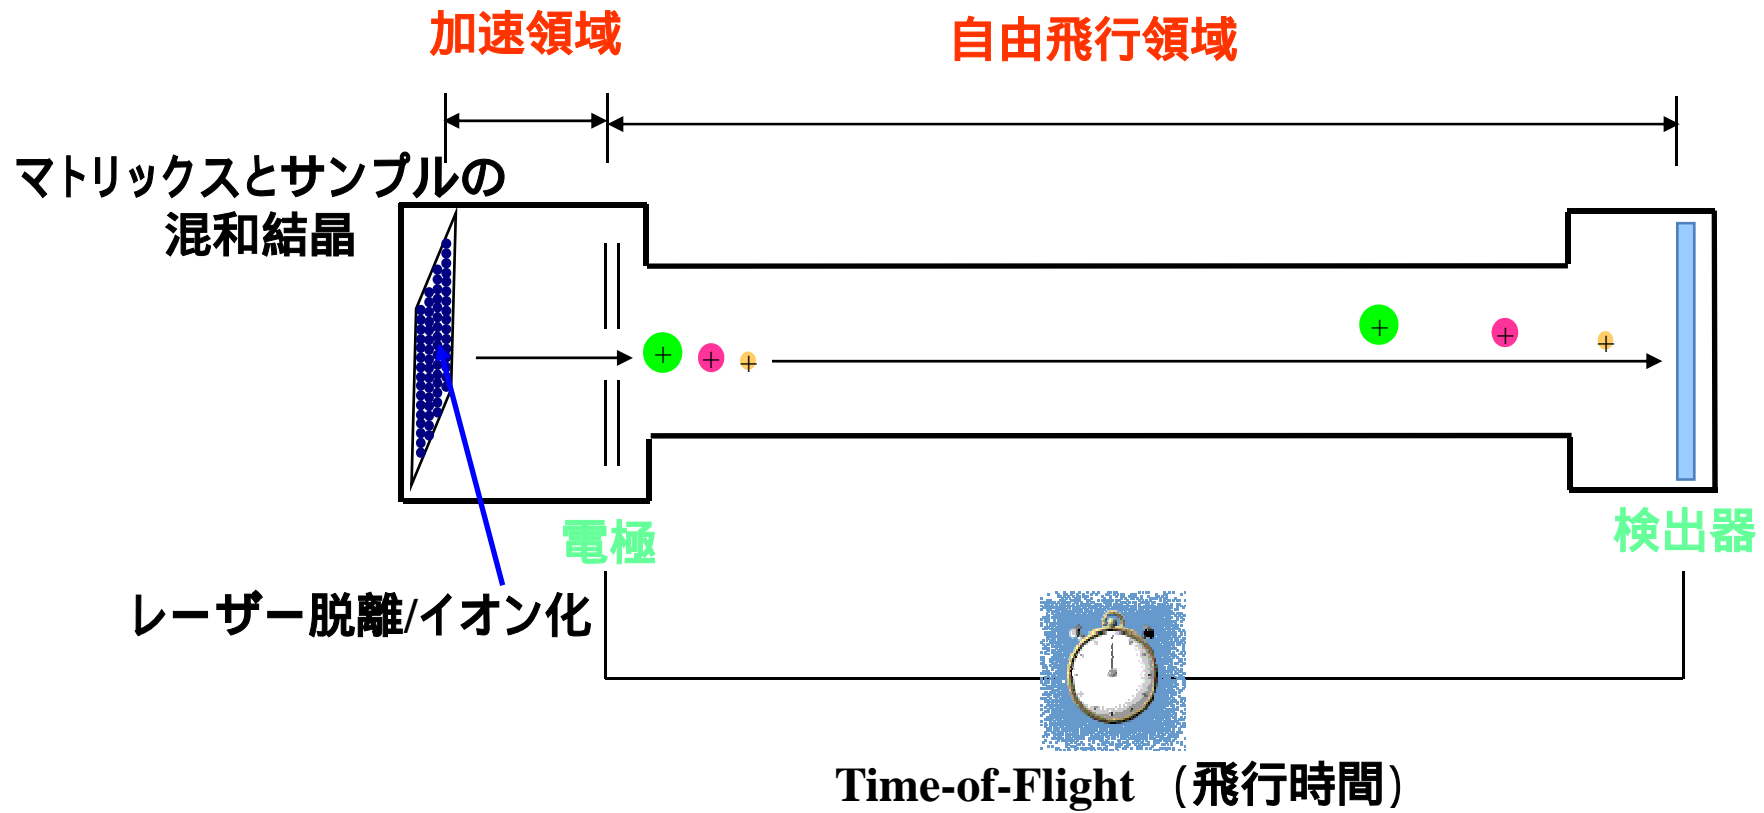 加速領域
自由飛行領域
マトリックスとサンプルの
混和結晶
電極
検出器
レーザー脱離/イオン化
Time-of-Flight （飛行時間）